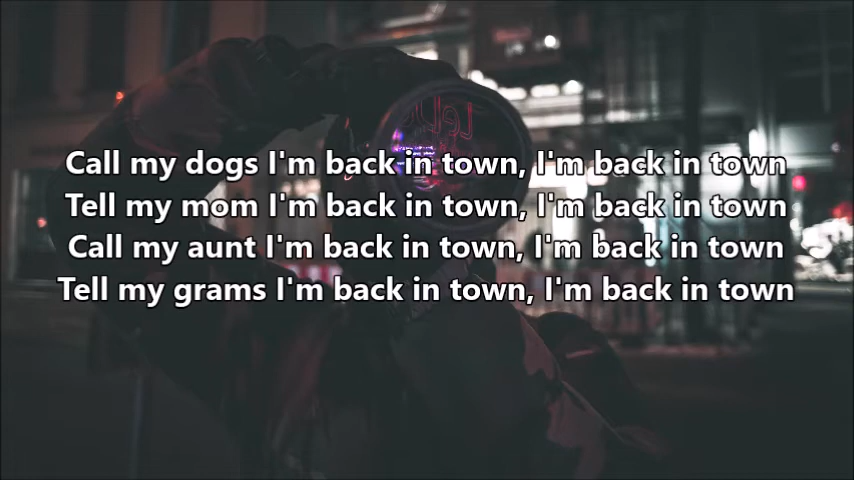 Call my dogs I'm back in town, I'm back in town
Tell my mom I'm back in town, I'm back in town
Call my aunt I'm back in town, I'm back in town
Tell my grams I'm back in town, I'm back in town